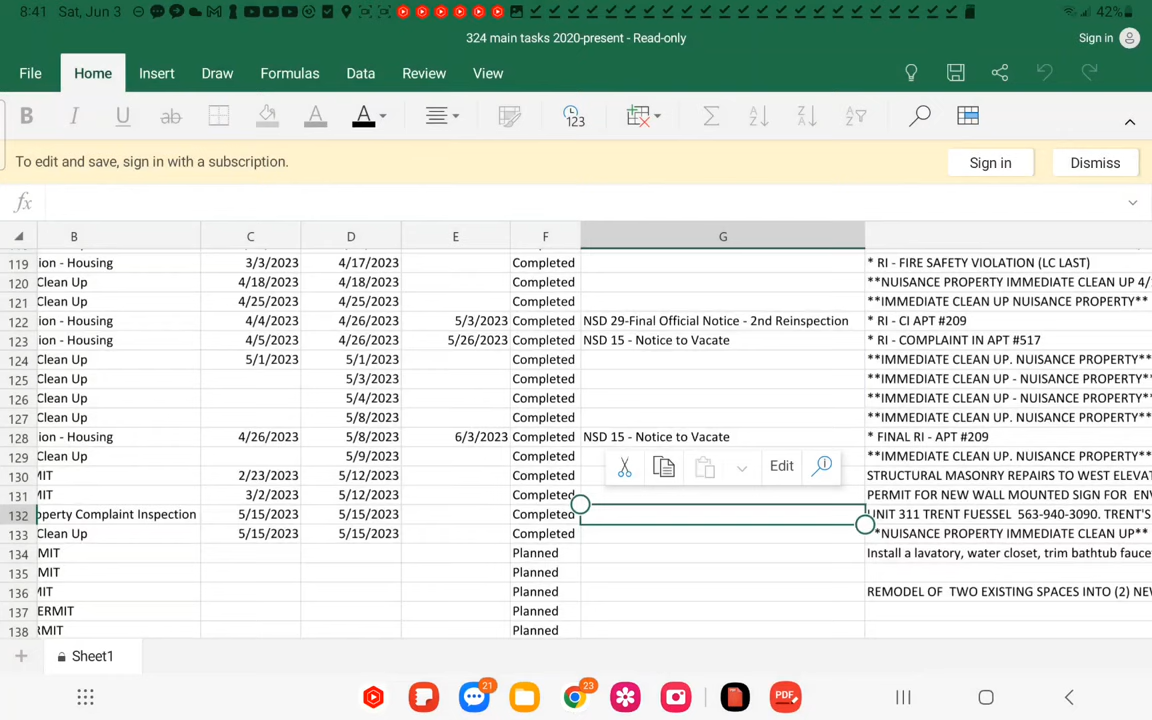 8:41 Sat, Jun 3 42%
324 main tasks 2020-present - Read-only
Sign in
File Home Insert Draw Formulas Data Review View
B I U ab A A 123
To edit and save, sign in with a subscription. Sign in Dismiss
fx
B C D E F G
119 ion - Housing 3/3/2023 4/17/2023 Completed * RI - FIRE SAFETY VIOLATION (LC LAST)
120 Clean Up 4/18/2023 4/18/2023 Completed **NUISANCE PROPERTY IMMEDIATE CLEAN UP 4/
121 Clean Up 4/25/2023 4/25/2023 Completed **IMMEDIATE CLEAN UP NUISANCE PROPERTY**
122 ion - Housing 4/4/2023 4/26/2023 5/3/2023 Completed NSD 29-Final Official Notice - 2nd Reinspection * RI - CI APT #209
123 ion - Housing 4/5/2023 4/26/2023 5/26/2023 Completed NSD 15 - Notice to Vacate * RI - COMPLAINT IN APT #517
124 Clean Up 5/1/2023 5/1/2023 Completed **IMMEDIATE CLEAN UP. NUISANCE PROPERTY**
125 Clean Up 5/3/2023 Completed **IMMEDIATE CLEAN UP - NUISANCE PROPERTY**
126 Clean Up 5/4/2023 Completed **IMMEDIATE CLEAN UP - NUISANCE PROPERTY**
127 Clean Up 5/8/2023 Completed **IMMEDIATE CLEAN UP. NUISANCE PROPERTY**
128 ion - Housing 4/26/2023 5/8/2023 6/3/2023 Completed NSD 15 - Notice to Vacate * FINAL RI - APT #209
129 Clean Up 5/9/2023 Completed **IMMEDIATE CLEAN UP. NUISANCE PROPERTY**
Edit
130 MIT 2/23/2023 5/12/2023 Completed STRUCTURAL MASONRY REPAIRS TO WEST ELEVA
131 MIT 3/2/2023 5/12/2023 Completed PERMIT FOR NEW WALL MOUNTED SIGN FOR ENV
132 operty Complaint Inspection 5/15/2023 5/15/2023 Completed UNIT 311 TRENT FUESSEL 563-940-3090. TRENT'S
133 Clean Up 5/15/2023 5/15/2023 Completed *NUISANCE PROPERTY IMMEDIATE CLEAN UP**
134 MIT Planned Install a lavatory, water closet, trim bathtub fauce
135 MIT Planned
136 MIT Planned REMODEL OF TWO EXISTING SPACES INTO (2) NEW
137 ERMIT Planned
138 RMIT Planned
Sheet1
21
23
PDF